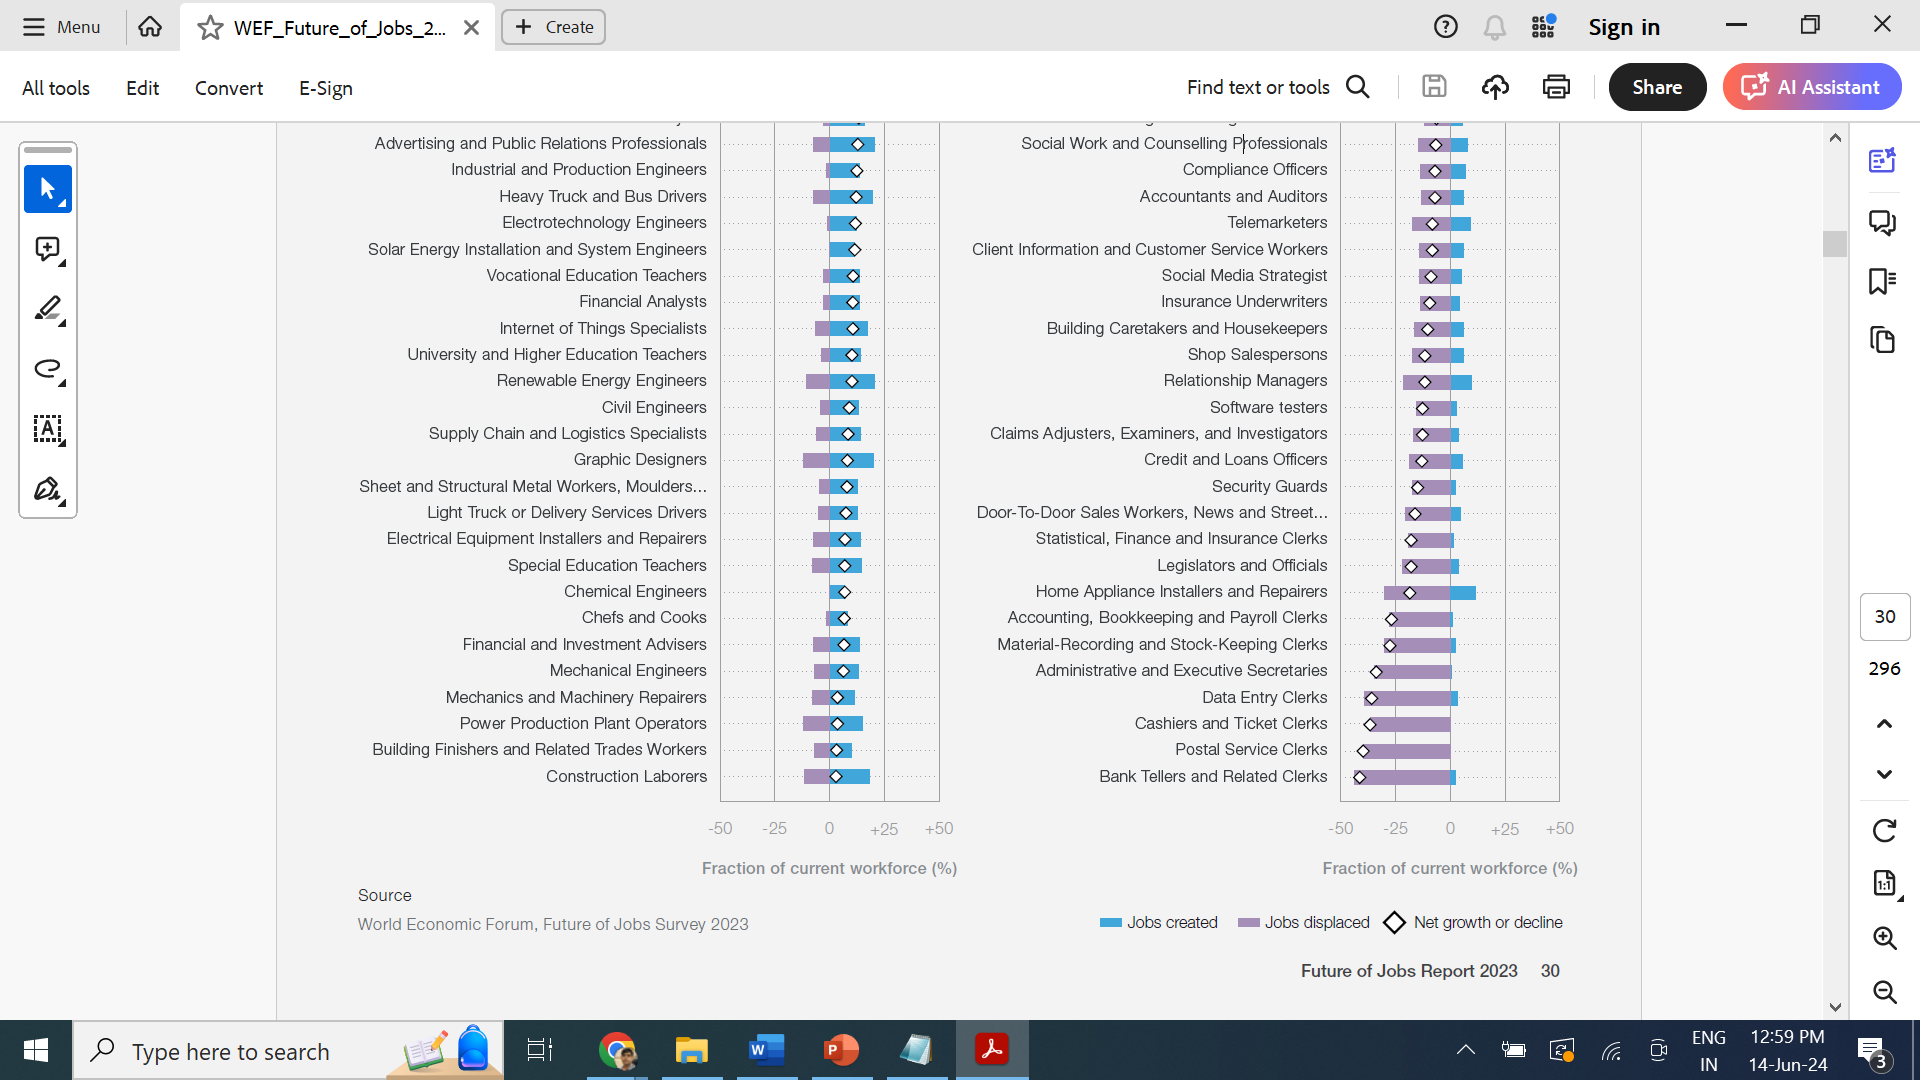 Menu
WEF_Future_of_Jobs_2...
Create
Sign in
All tools
Edit
Convert
E-Sign
Find text or tools
Share
AI Assistant
Advertising and Public Relations Professionals
Industrial and Production Engineers
Heavy Truck and Bus Drivers
Electrotechnology Engineers
Solar Energy Installation and System Engineers
Vocational Education Teachers
Financial Analysts
Internet of Things Specialists
University and Higher Education Teachers
Renewable Energy Engineers
Civil Engineers
Supply Chain and Logistics Specialists
Graphic Designers
Sheet and Structural Metal Workers, Moulders...
Light Truck or Delivery Services Drivers
Electrical Equipment Installers and Repairers
Special Education Teachers
Chemical Engineers
Chefs and Cooks
Financial and Investment Advisers
Mechanical Engineers
Mechanics and Machinery Repairers
Power Production Plant Operators
Building Finishers and Related Trades Workers
Construction Laborers
-50 -25 0 +25 +50
Fraction of current workforce (%)
Social Work and Counselling Professionals
Compliance Officers
Accountants and Auditors
Telemarketers
Client Information and Customer Service Workers
Social Media Strategist
Insurance Underwriters
Building Caretakers and Housekeepers
Shop Salespersons
Relationship Managers
Software testers
Claims Adjusters, Examiners, and Investigators
Credit and Loans Officers
Security Guards
Door-To-Door Sales Workers, News and Street...
Statistical, Finance and Insurance Clerks
Legislators and Officials
Home Appliance Installers and Repairers
Accounting, Bookkeeping and Payroll Clerks
Material-Recording and Stock-Keeping Clerks
Administrative and Executive Secretaries
Data Entry Clerks
Cashiers and Ticket Clerks
Postal Service Clerks
Bank Tellers and Related Clerks
-50 -25 0 +25 +50
Fraction of current workforce (%)
Source
World Economic Forum, Future of Jobs Survey 2023
Jobs created Jobs displaced Net growth or decline
Future of Jobs Report 2023 30
30
296
1:1
Type here to search
ENG
IN
12:59 PM
14-Jun-24
3